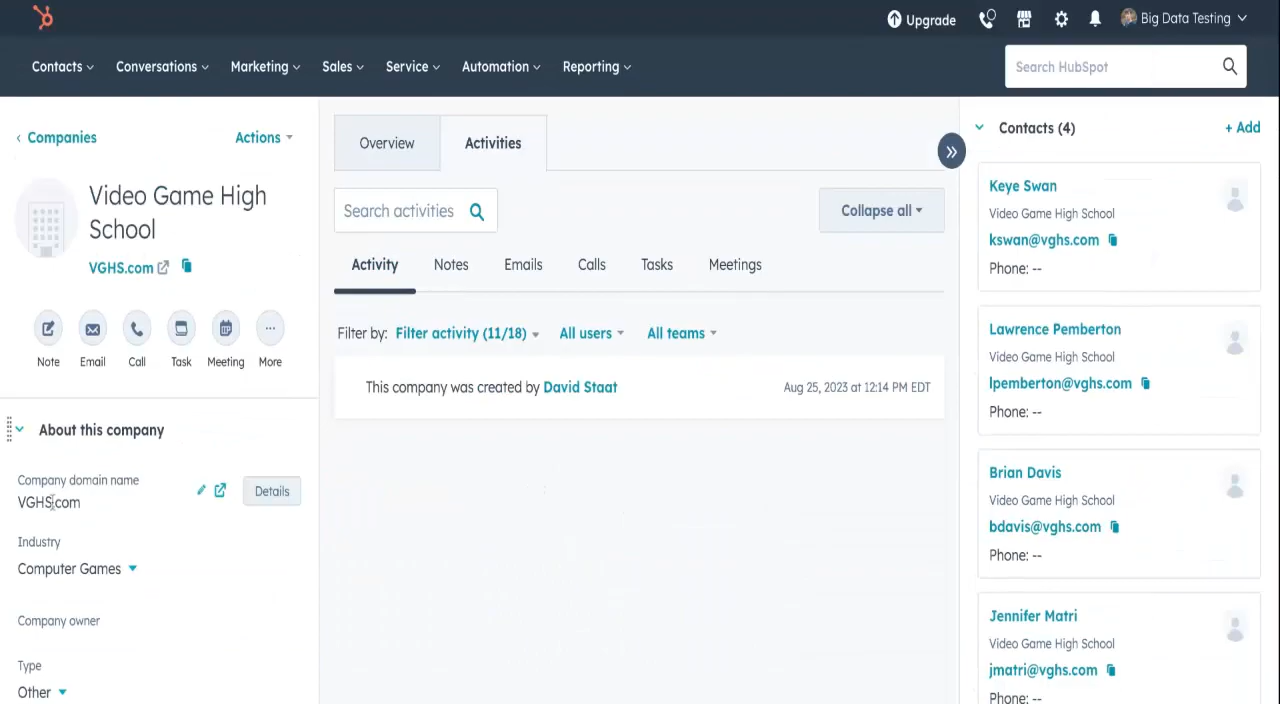 Upgrade
Big Data Testing
Contacts
Conversations
Marketing
Sales
Service
Automation
Reporting
Search HubSpot
‹ Companies
Actions
Video Game High
School
VGHS.com
Note
Email
Call
Task
Meeting
More
About this company
Company domain name
VGHS.com
Details
Industry
Computer Games
Company owner
Type
Other
Overview
Activities
Search activities
Collapse all
Activity
Notes
Emails
Calls
Tasks
Meetings
Filter by: Filter activity (11/18)
All users
All teams
This company was created by David Staat
Aug 25, 2023 at 12:14 PM EDT
»
Contacts (4)
+ Add
Keye Swan
Video Game High School
kswan@vghs.com
Phone: --
Lawrence Pemberton
Video Game High School
lpemberton@vghs.com
Phone: --
Brian Davis
Video Game High School
bdavis@vghs.com
Phone: --
Jennifer Matri
Video Game High School
jmatri@vghs.com
Phone: --